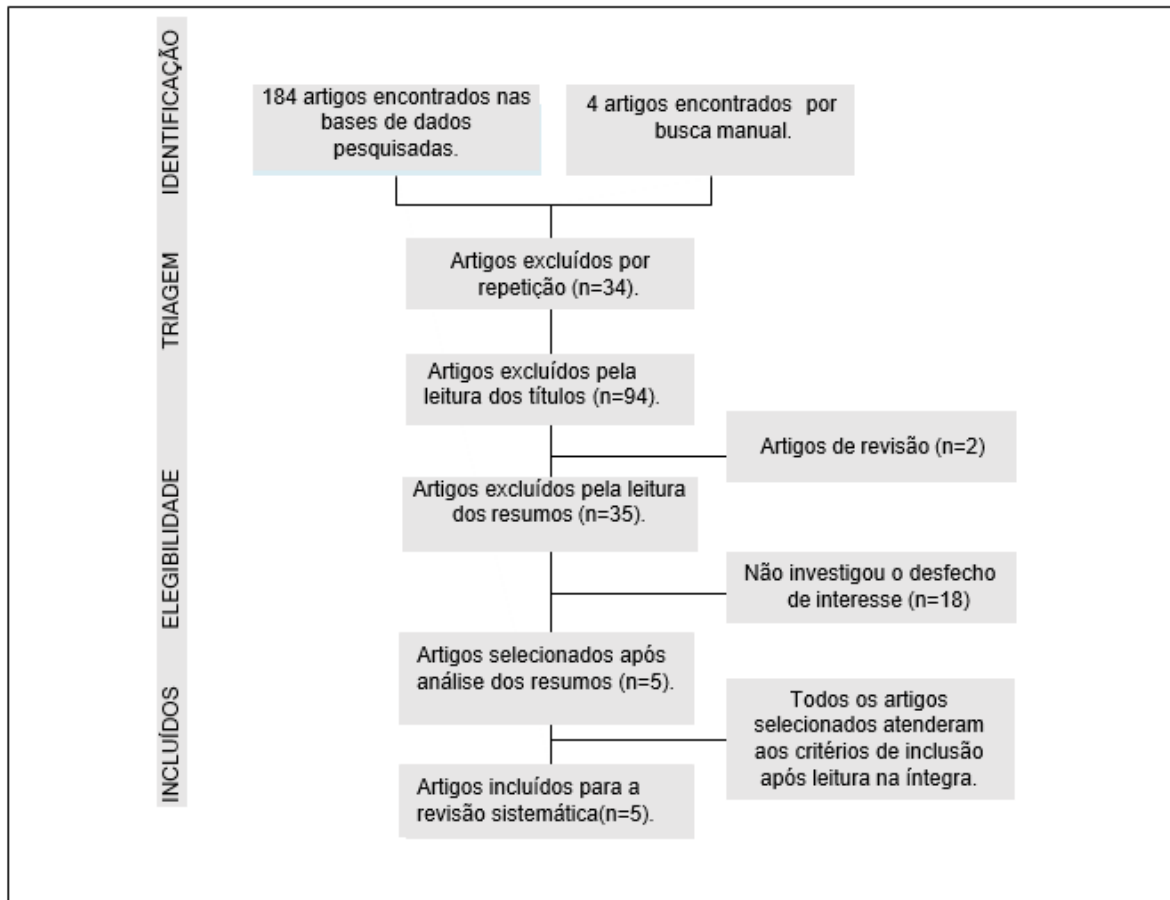 IDENTIFICAÇÃO
184 artigos encontrados nas
bases de dados
pesquisadas.
4 artigos encontrados por
busca manual.
TRIAGEM
Artigos excluídos por
repetição (n=34).
Artigos excluídos pela
leitura dos títulos (n=94).
Artigos de revisão (n=2)
ELEGIBILIDADE
Artigos excluídos pela leitura
dos resumos (n=35).
Não investigou o desfecho
de interesse (n=18)
Artigos selecionados após
análise dos resumos (n=5).
INCLUÍDOS
Todos os artigos
selecionados atenderam
aos critérios de inclusão
após leitura na íntegra.
Artigos incluídos para a
revisão sistemática(n=5).